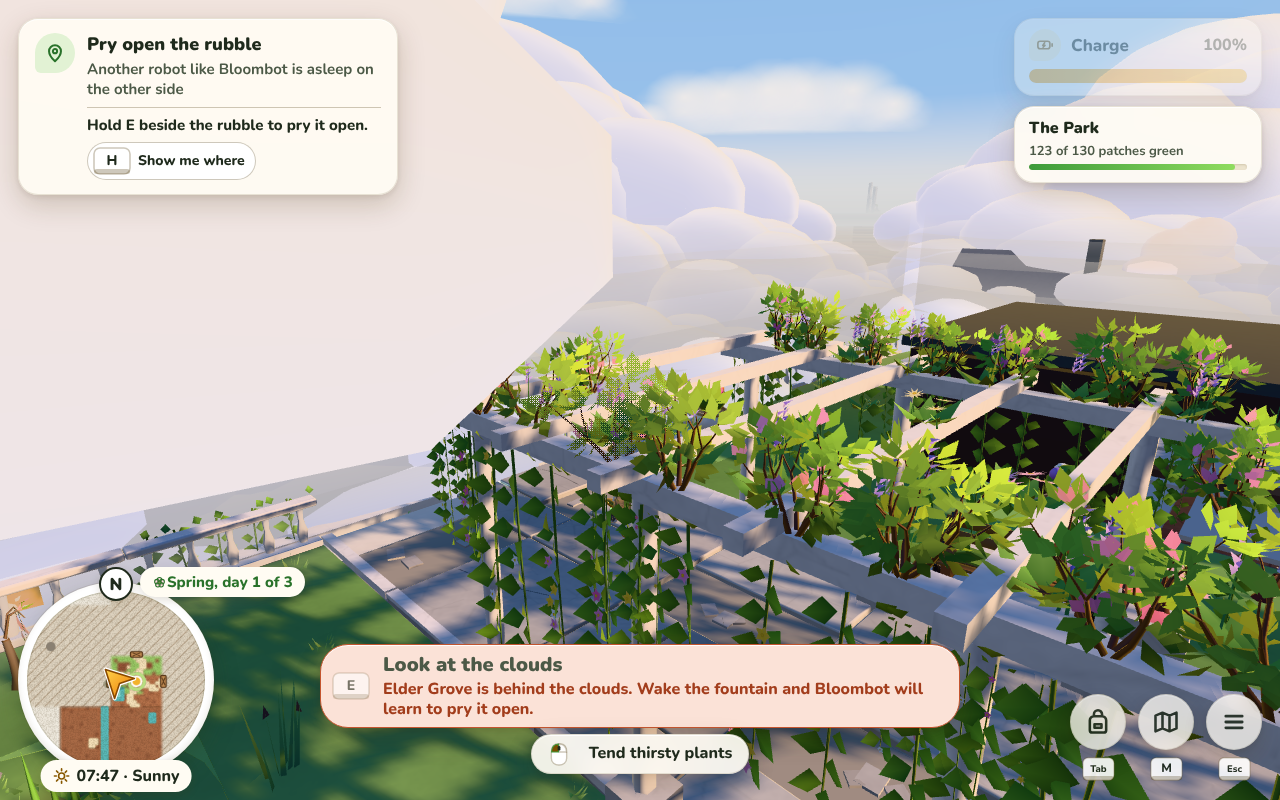 Pry open the rubble
Another robot like Bloombot is asleep on
the other side
Hold E beside the rubble to pry it open.
H Show me where
Charge 100%
The Park
123 of 130 patches green
N
Spring, day 1 of 3
07:47 · Sunny
E
Look at the clouds
Elder Grove is behind the clouds. Wake the fountain and Bloombot will
learn to pry it open.
Tend thirsty plants
Tab M Esc